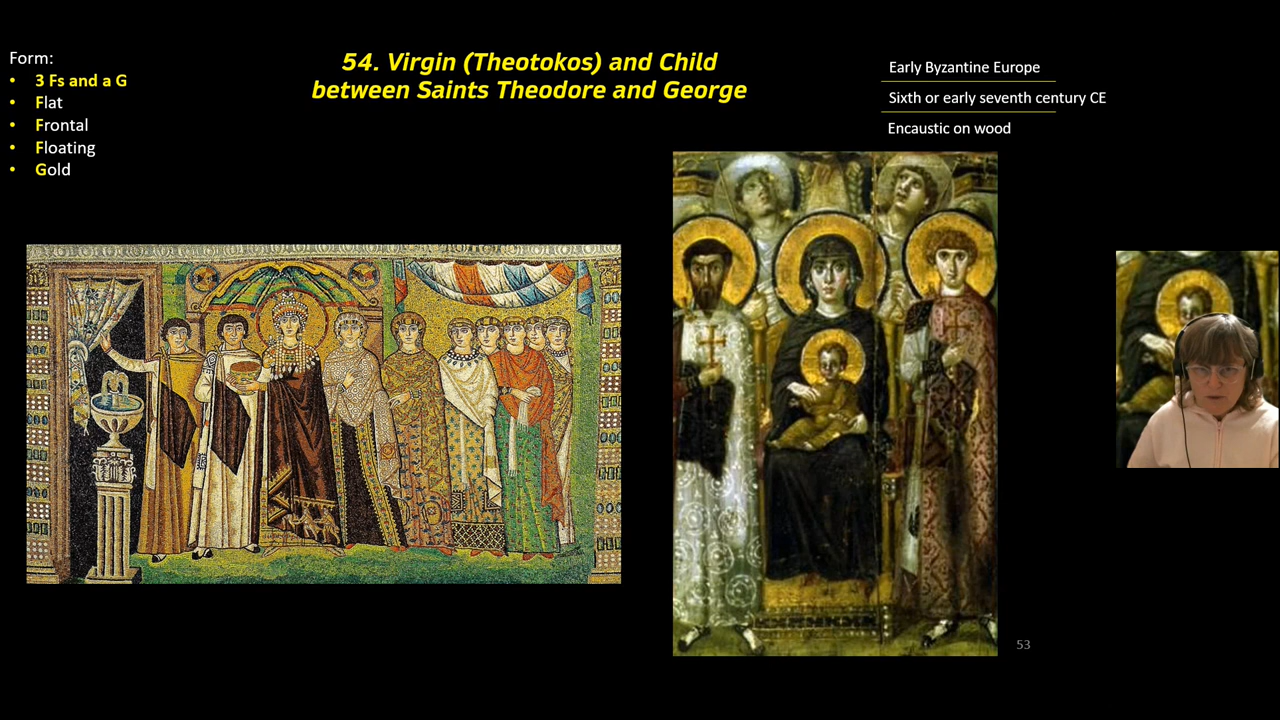 Form:
• 3 Fs and a G
• Flat
• Frontal
• Floating
• Gold
54. Virgin (Theotokos) and Child
between Saints Theodore and George
Early Byzantine Europe
Sixth or early seventh century CE
Encaustic on wood
53